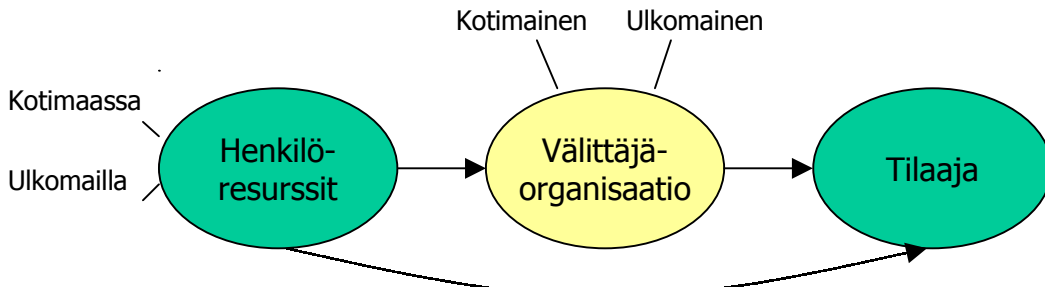 Kotimainen Ulkomainen
Kotimaassa
Ulkomailla
Henkilö-
resurssit
Välittäjä-
organisaatio
Tilaaja